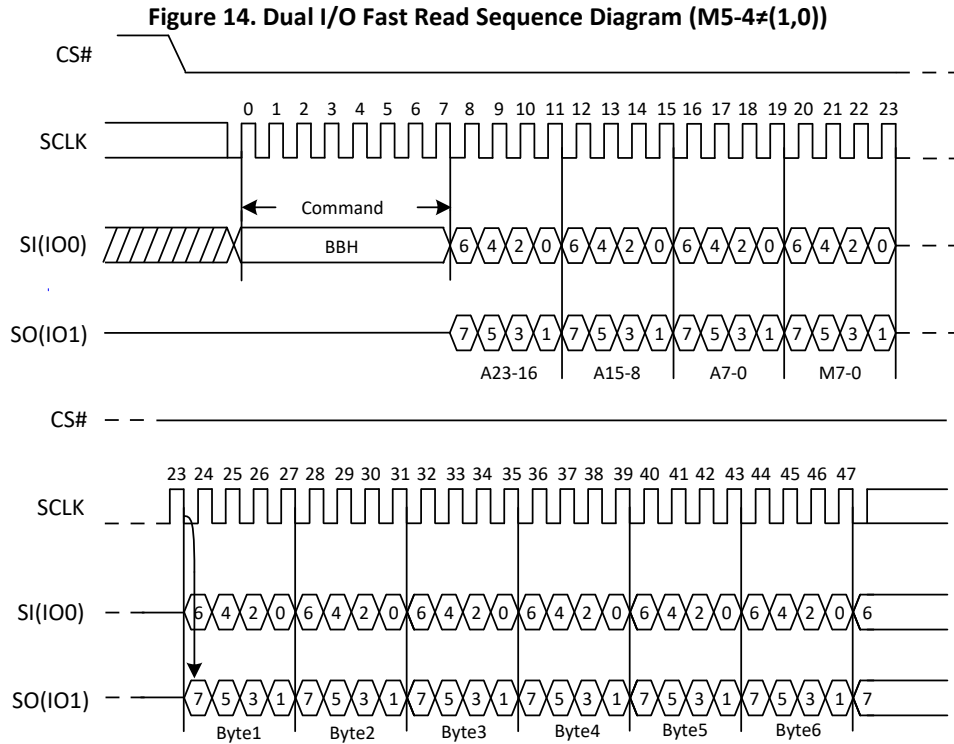 Figure 14. Dual I/O Fast Read Sequence Diagram (M5-4≠(1,0))
CS#
0 1 2 3 4 5 6 7 8 9 10 11 12 13 14 15 16 17 18 19 20 21 22 23
SCLK
Command
SI(IO0) BBH 6 4 2 0 6 4 2 0 6 4 2 0 6 4 2 0
SO(IO1) 7 5 3 1 7 5 3 1 7 5 3 1 7 5 3 1
A23-16 A15-8 A7-0 M7-0
CS#
23 24 25 26 27 28 29 30 31 32 33 34 35 36 37 38 39 40 41 42 43 44 45 46 47
SCLK
SI(IO0) 6 4 2 0 6 4 2 0 6 4 2 0 6 4 2 0 6 4 2 0 6 4 2 0 6
SO(IO1) 7 5 3 1 7 5 3 1 7 5 3 1 7 5 3 1 7 5 3 1 7 5 3 1 7
Byte1 Byte2 Byte3 Byte4 Byte5 Byte6